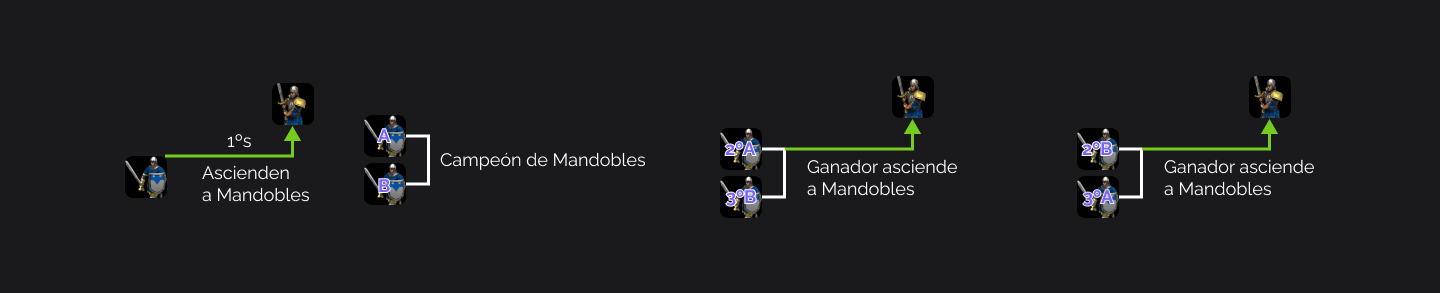 1ºs
Ascienden
a Mandobles
A
B
Campeón de Mandobles
2ºA
3ºB
Ganador asciende
a Mandobles
2ºB
3ºA
Ganador asciende
a Mandobles